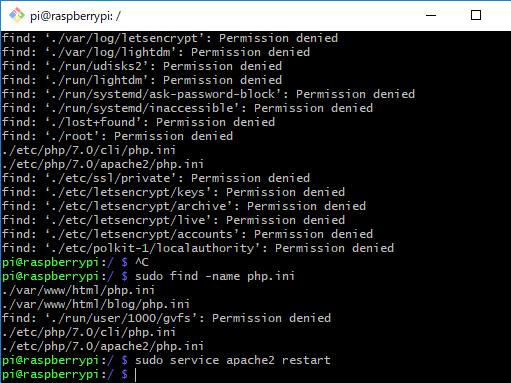 pi@raspberrypi: /
find: ‘./var/log/letsencrypt’: Permission denied
find: ‘./var/log/lightdm’: Permission denied
find: ‘./run/udisks2’: Permission denied
find: ‘./run/lightdm’: Permission denied
find: ‘./run/systemd/ask-password-block’: Permission denied
find: ‘./run/systemd/inaccessible’: Permission denied
find: ‘./lost+found’: Permission denied
find: ‘./root’: Permission denied
./etc/php/7.0/cli/php.ini
./etc/php/7.0/apache2/php.ini
find: ‘./etc/ssl/private’: Permission denied
find: ‘./etc/letsencrypt/keys’: Permission denied
find: ‘./etc/letsencrypt/archive’: Permission denied
find: ‘./etc/letsencrypt/live’: Permission denied
find: ‘./etc/letsencrypt/accounts’: Permission denied
find: ‘./etc/polkit-1/localauthority’: Permission denied
pi@raspberrypi:/ $ ^C
pi@raspberrypi:/ $ sudo find -name php.ini
./var/www/html/php.ini
./var/www/html/blog/php.ini
find: ‘./run/user/1000/gvfs’: Permission denied
./etc/php/7.0/cli/php.ini
./etc/php/7.0/apache2/php.ini
pi@raspberrypi:/ $ sudo service apache2 restart
pi@raspberrypi:/ $